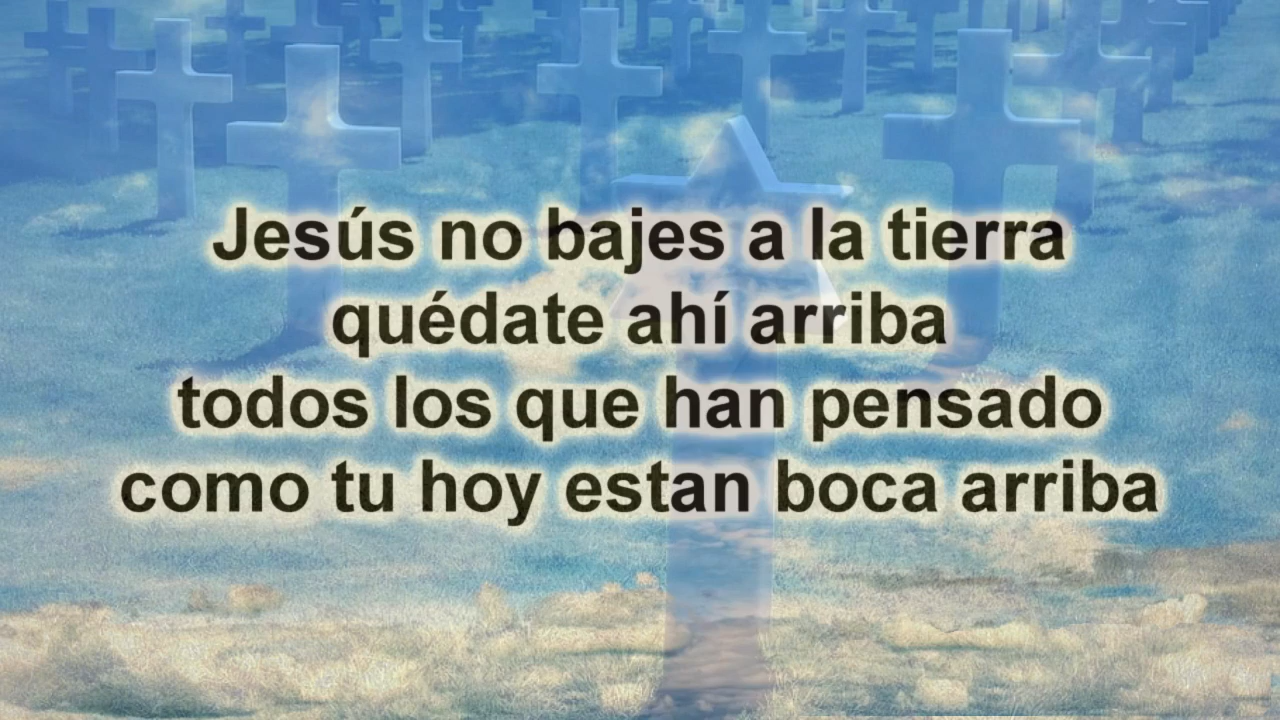 Jesús no bajes a la tierra
quédate ahí arriba
todos los que han pensado
como tu hoy estan boca arriba